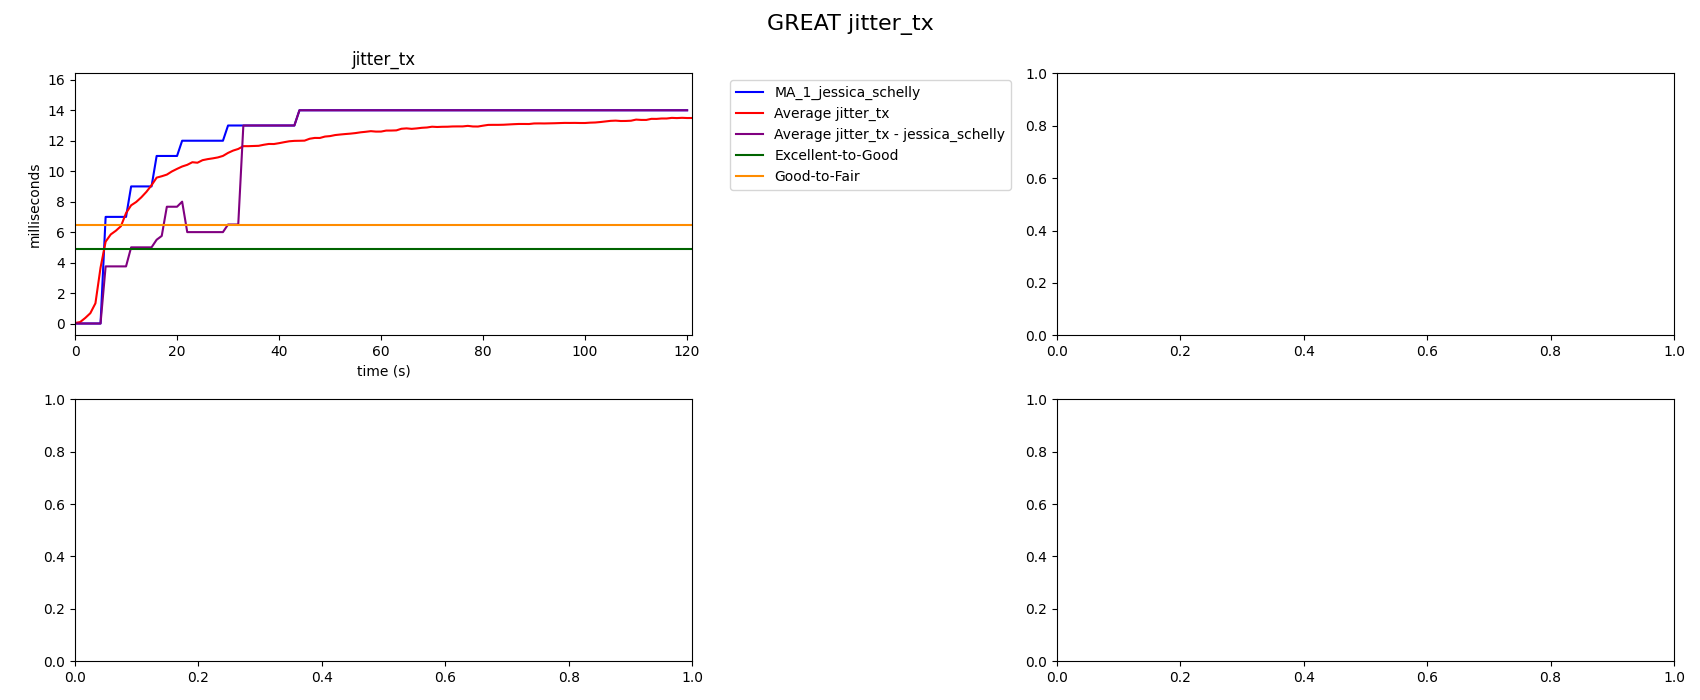 GREAT jitter_tx
jitter_tx
16
14
12
10
8
6
4
2
0
milliseconds
0 20 40 60 80 100 120
time (s)
MA_1_jessica_schelly
Average jitter_tx
Average jitter_tx - jessica_schelly
Excellent-to-Good
Good-to-Fair
1.0
0.8
0.6
0.4
0.2
0.0
0.0 0.2 0.4 0.6 0.8 1.0
1.0
0.8
0.6
0.4
0.2
0.0
0.0 0.2 0.4 0.6 0.8 1.0
1.0
0.8
0.6
0.4
0.2
0.0
0.0 0.2 0.4 0.6 0.8 1.0